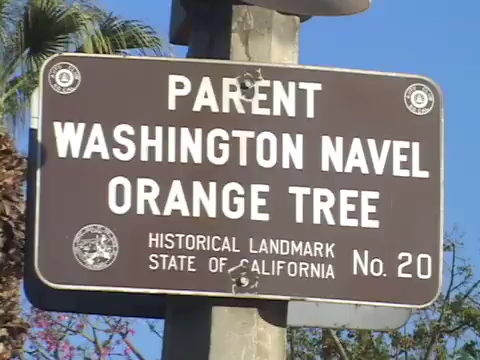 PARENT
WASHINGTON NAVEL
ORANGE TREE
HISTORICAL LANDMARK
STATE OF CALIFORNIA
No. 20